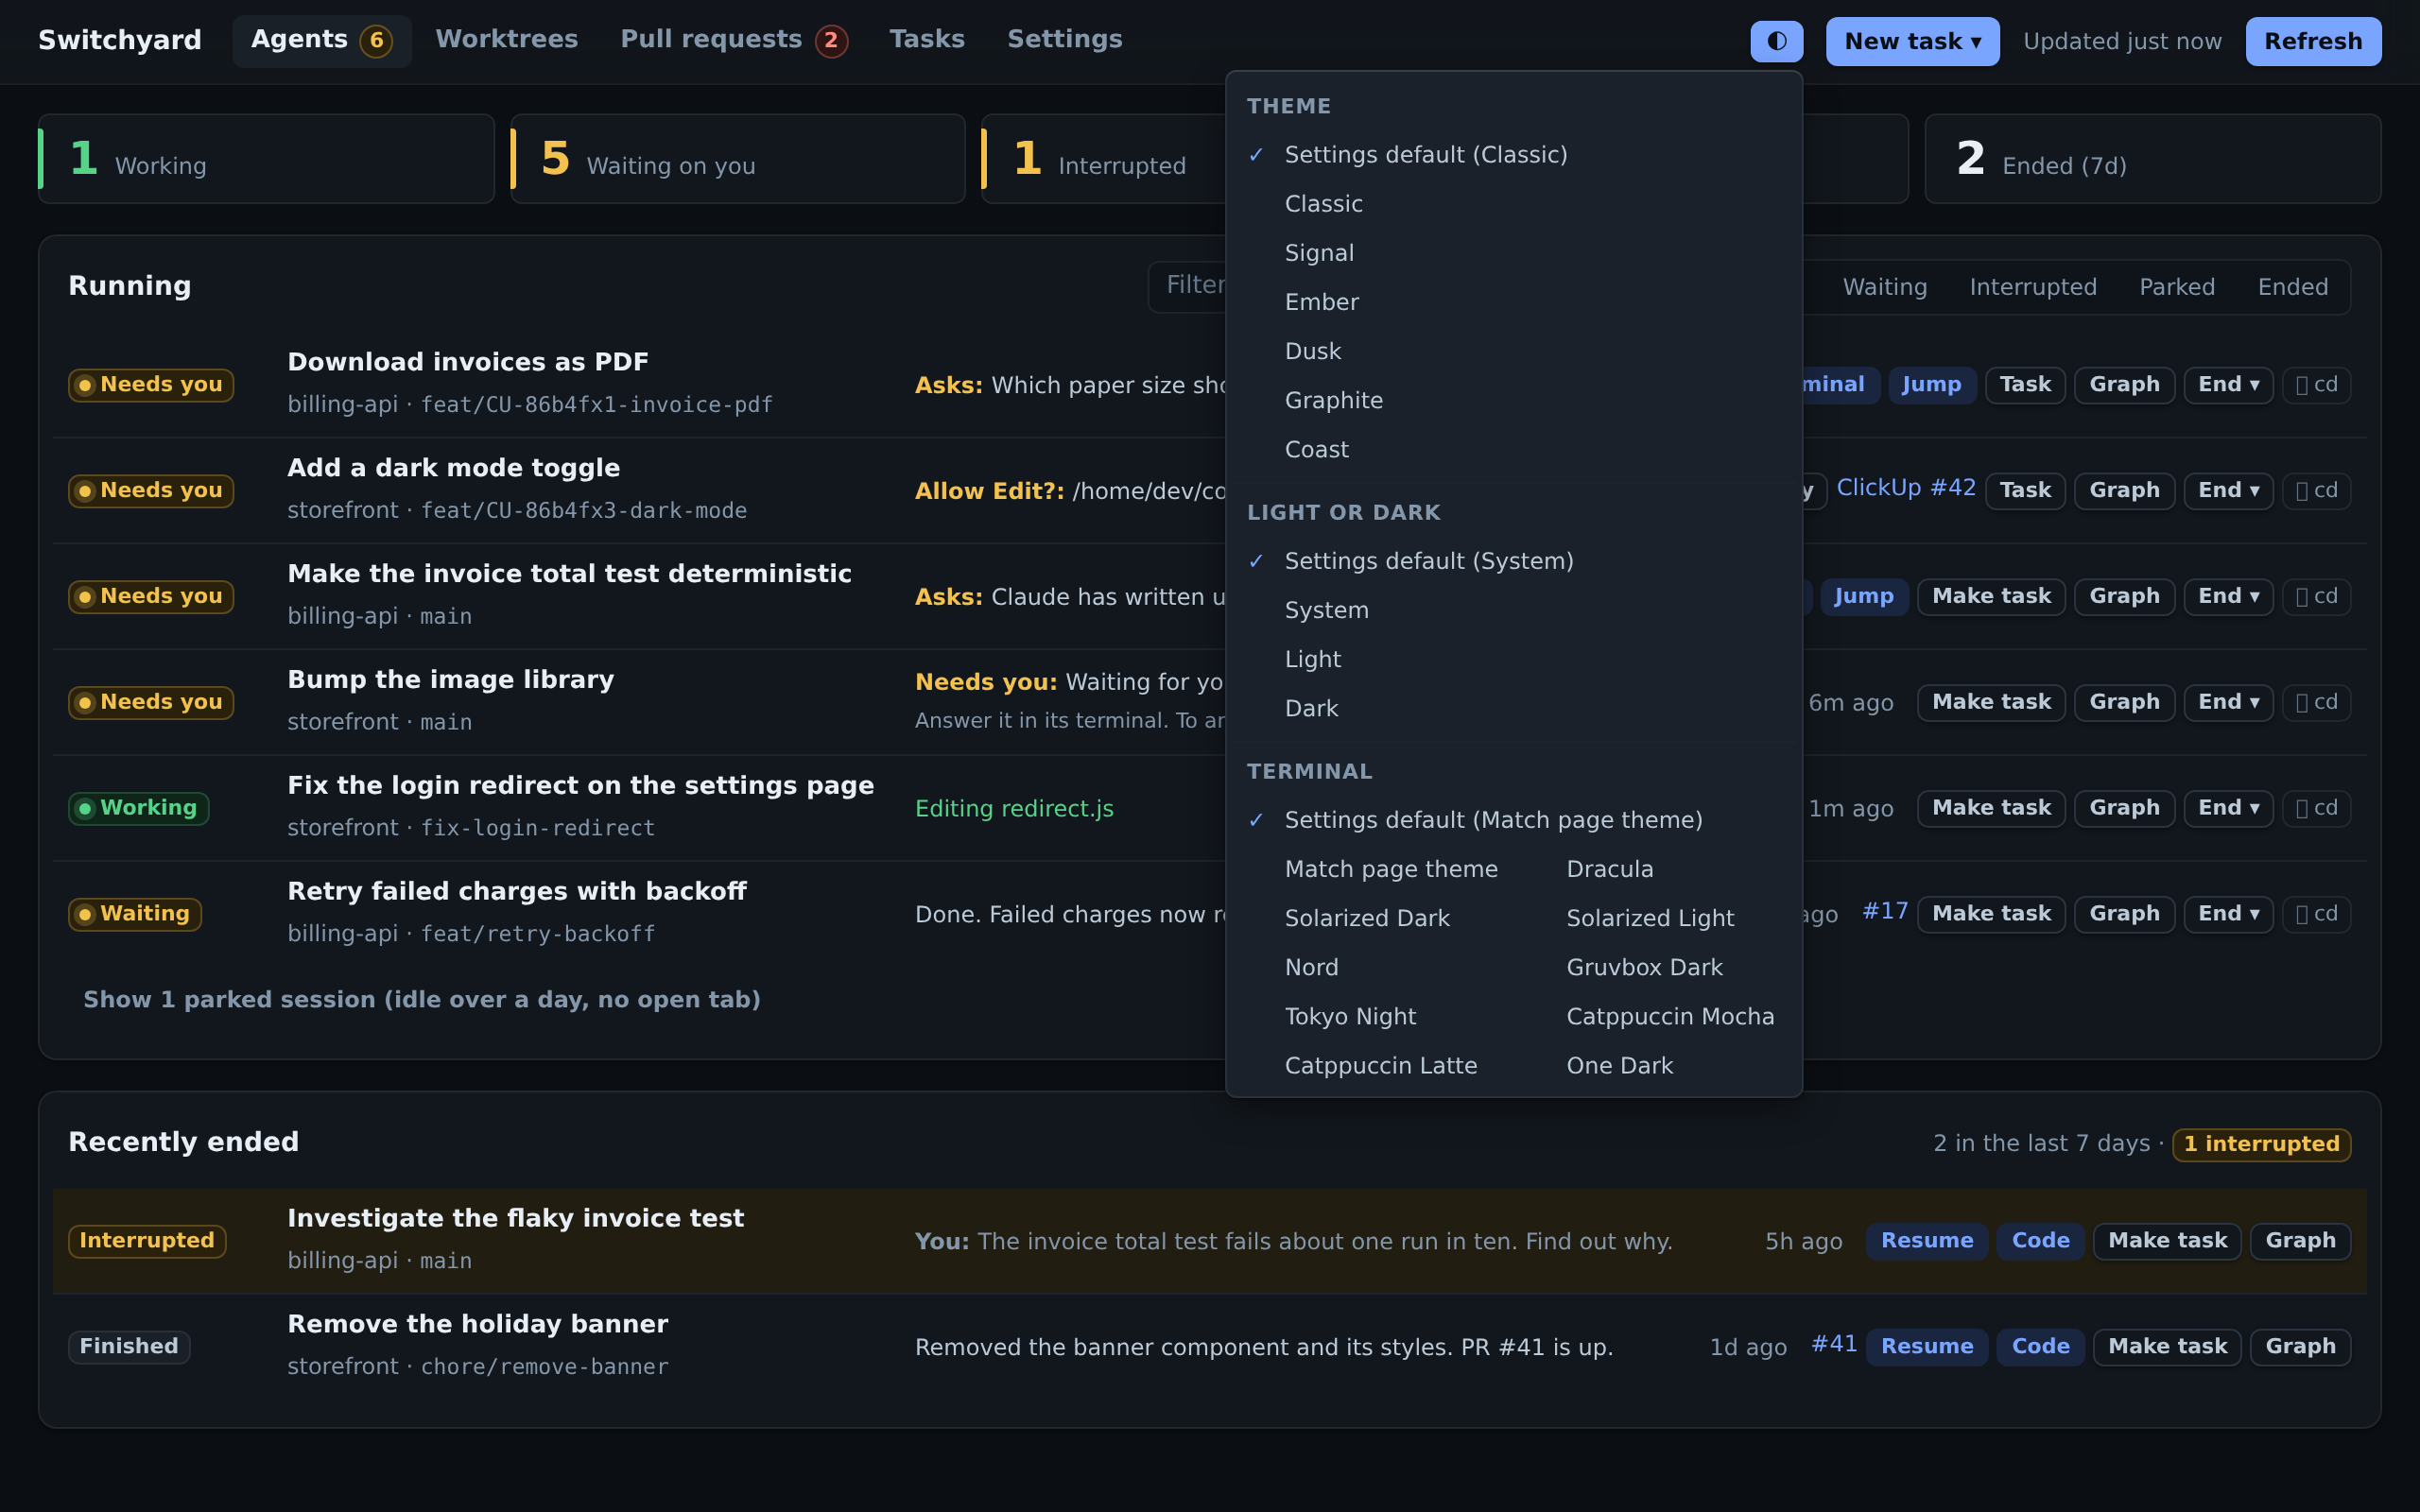 Switchyard Agents 6 Worktrees Pull requests 2 Tasks Settings New task ▾ Updated just now Refresh
1 Working 5 Waiting on you 1 Interrupted 2 Ended (7d)
Running Filter Waiting Interrupted Parked Ended
Needs you Download invoices as PDF
billing-api · feat/CU-86b4fx1-invoice-pdf
Asks: Which paper size Jump Task Graph End ▾ cd
Needs you Add a dark mode toggle
storefront · feat/CU-86b4fx3-dark-mode
Allow Edit?: /home/dev/ ClickUp #42 Task Graph End ▾ cd
Needs you Make the invoice total test deterministic
billing-api · main
Asks: Claude has written Jump Make task Graph End ▾ cd
Needs you Bump the image library
storefront · main
Needs you: Waiting for
Answer it in its terminal. To
6m ago Make task Graph End ▾ cd
Working Fix the login redirect on the settings page
storefront · fix-login-redirect
Editing redirect.js 1m ago Make task Graph End ▾ cd
Waiting Retry failed charges with backoff
billing-api · feat/retry-backoff
Done. Failed charges now ago #17 Make task Graph End ▾ cd
Show 1 parked session (idle over a day, no open tab)
THEME
✓ Settings default (Classic)
Classic
Signal
Ember
Dusk
Graphite
Coast
LIGHT OR DARK
✓ Settings default (System)
System
Light
Dark
TERMINAL
✓ Settings default (Match page theme)
Match page theme Dracula
Solarized Dark Solarized Light
Nord Gruvbox Dark
Tokyo Night Catppuccin Mocha
Catppuccin Latte One Dark
Recently ended 2 in the last 7 days · 1 interrupted
Interrupted Investigate the flaky invoice test
billing-api · main
You: The invoice total test fails about one run in ten. Find out why. 5h ago Resume Code Make task Graph
Finished Remove the holiday banner
storefront · chore/remove-banner
Removed the banner component and its styles. PR #41 is up. 1d ago #41 Resume Code Make task Graph